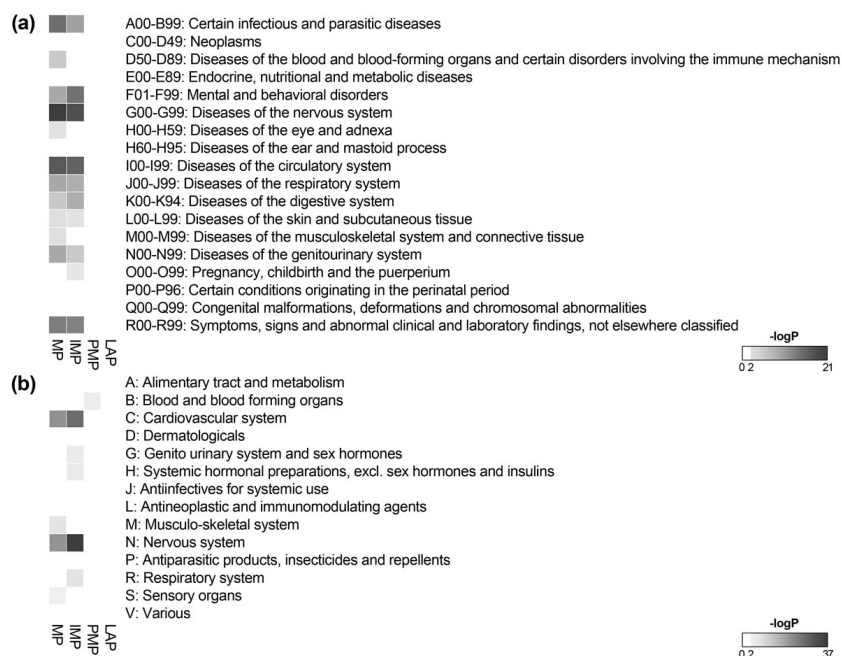 (a)
A00-B99: Certain infectious and parasitic diseases
C00-D49: Neoplasms
D50-D89: Diseases of the blood and blood-forming organs and certain disorders involving the immune mechanism
E00-E89: Endocrine, nutritional and metabolic diseases
F01-F99: Mental and behavioral disorders
G00-G99: Diseases of the nervous system
H00-H59: Diseases of the eye and adnexa
H60-H95: Diseases of the ear and mastoid process
I00-I99: Diseases of the circulatory system
J00-J99: Diseases of the respiratory system
K00-K94: Diseases of the digestive system
L00-L99: Diseases of the skin and subcutaneous tissue
M00-M99: Diseases of the musculoskeletal system and connective tissue
N00-N99: Diseases of the genitourinary system
O00-O99: Pregnancy, childbirth and the puerperium
P00-P96: Certain conditions originating in the perinatal period
Q00-Q99: Congenital malformations, deformations and chromosomal abnormalities
R00-R99: Symptoms, signs and abnormal clinical and laboratory findings, not elsewhere classified
MP IMP PMP LAP
-logP
0 2 21
(b)
A: Alimentary tract and metabolism
B: Blood and blood forming organs
C: Cardiovascular system
D: Dermatologicals
G: Genito urinary system and sex hormones
H: Systemic hormonal preparations, excl. sex hormones and insulins
J: Antiinfectives for systemic use
L: Antineoplastic and immunomodulating agents
M: Musculo-skeletal system
N: Nervous system
P: Antiparasitic products, insecticides and repellents
R: Respiratory system
S: Sensory organs
V: Various
MP IMP PMP LAP
-logP
0 2 37